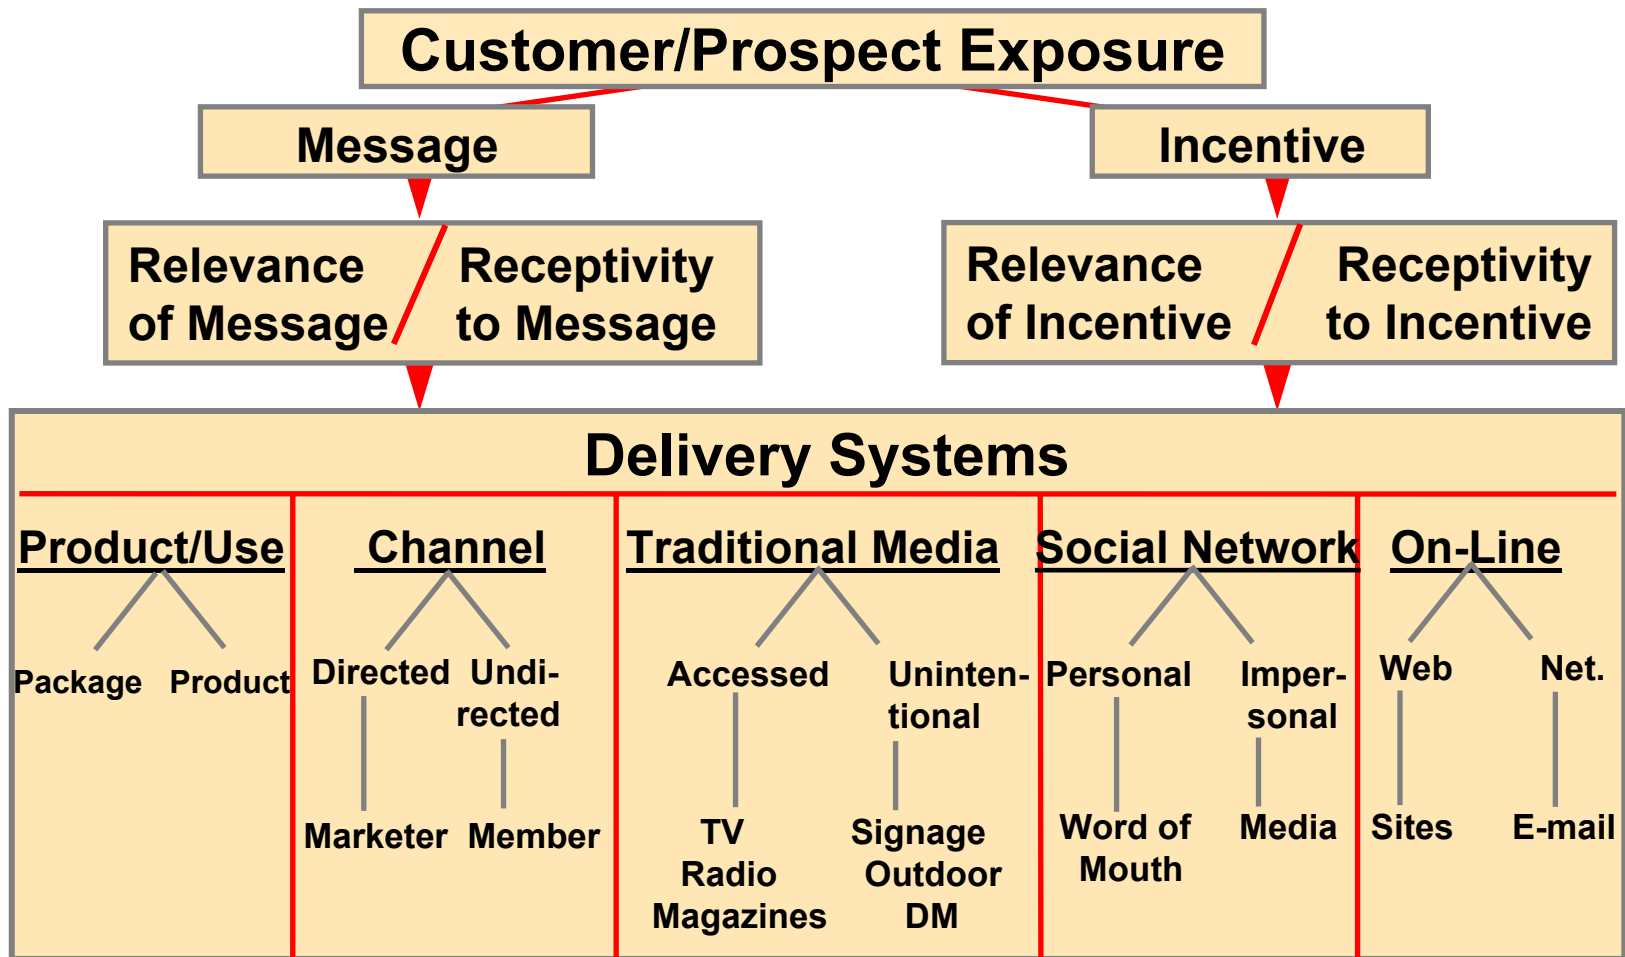 Customer/Prospect Exposure
Message
Incentive
Relevance
of Message
Receptivity
to Message
Relevance
of Incentive
Receptivity
to Incentive
Delivery Systems
Product/Use
Package
Product
Channel
Directed
Undi-
rected
Marketer
Member
Traditional Media
Accessed
Uninten-
tional
TV
Radio
Magazines
Signage
Outdoor
DM
Social Network
Personal
Imper-
sonal
Word of
Mouth
Media
On-Line
Web
Net.
Sites
E-mail